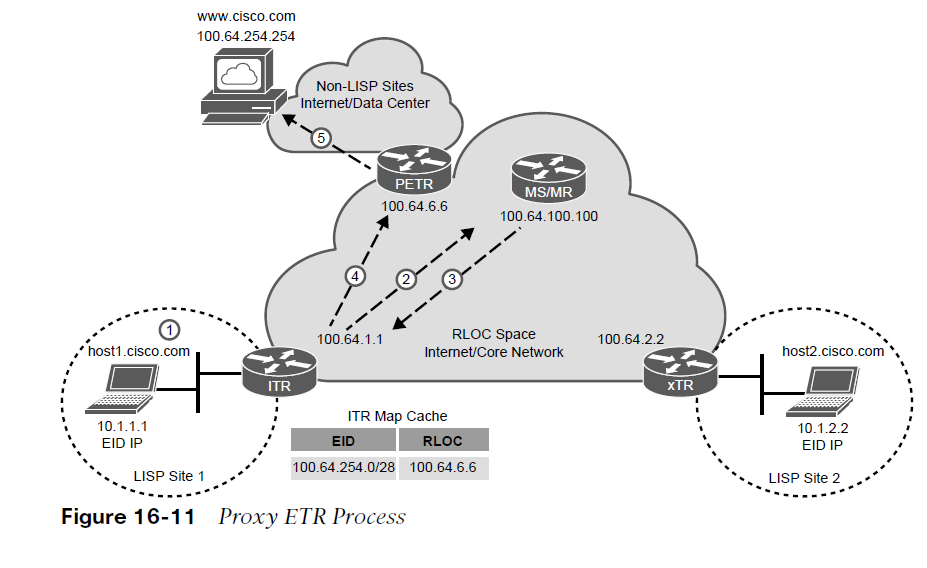 www.cisco.com
100.64.254.254
Non-LISP Sites
Internet/Data Center
5
PETR
100.64.6.6
MS/MR
100.64.100.100
4
2
3
1
host1.cisco.com
100.64.1.1
RLOC Space
Internet/Core Network
100.64.2.2
host2.cisco.com
ITR
xTR
10.1.1.1
EID IP
10.1.2.2
EID IP
LISP Site 1
LISP Site 2
ITR Map Cache
EID RLOC
100.64.254.0/28 100.64.6.6
Figure 16-11 Proxy ETR Process